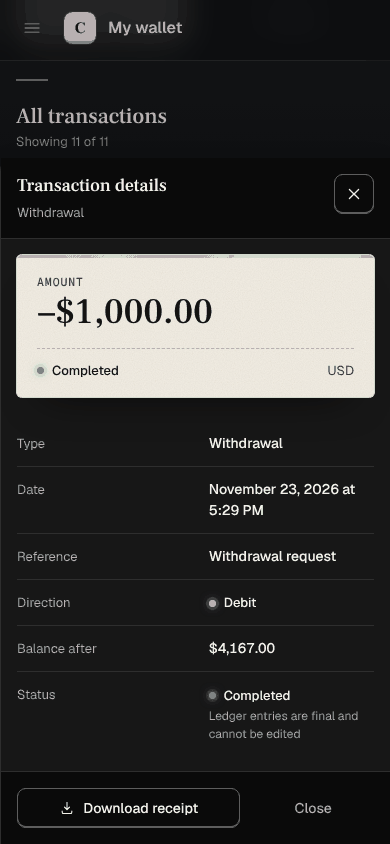 C My wallet
All transactions
Showing 11 of 11
Transaction details
Withdrawal
AMOUNT
–$1,000.00
Completed USD
Type Withdrawal
Date November 23, 2026 at
5:29 PM
Reference Withdrawal request
Direction Debit
Balance after $4,167.00
Status Completed
Ledger entries are final and
cannot be edited
Download receipt Close